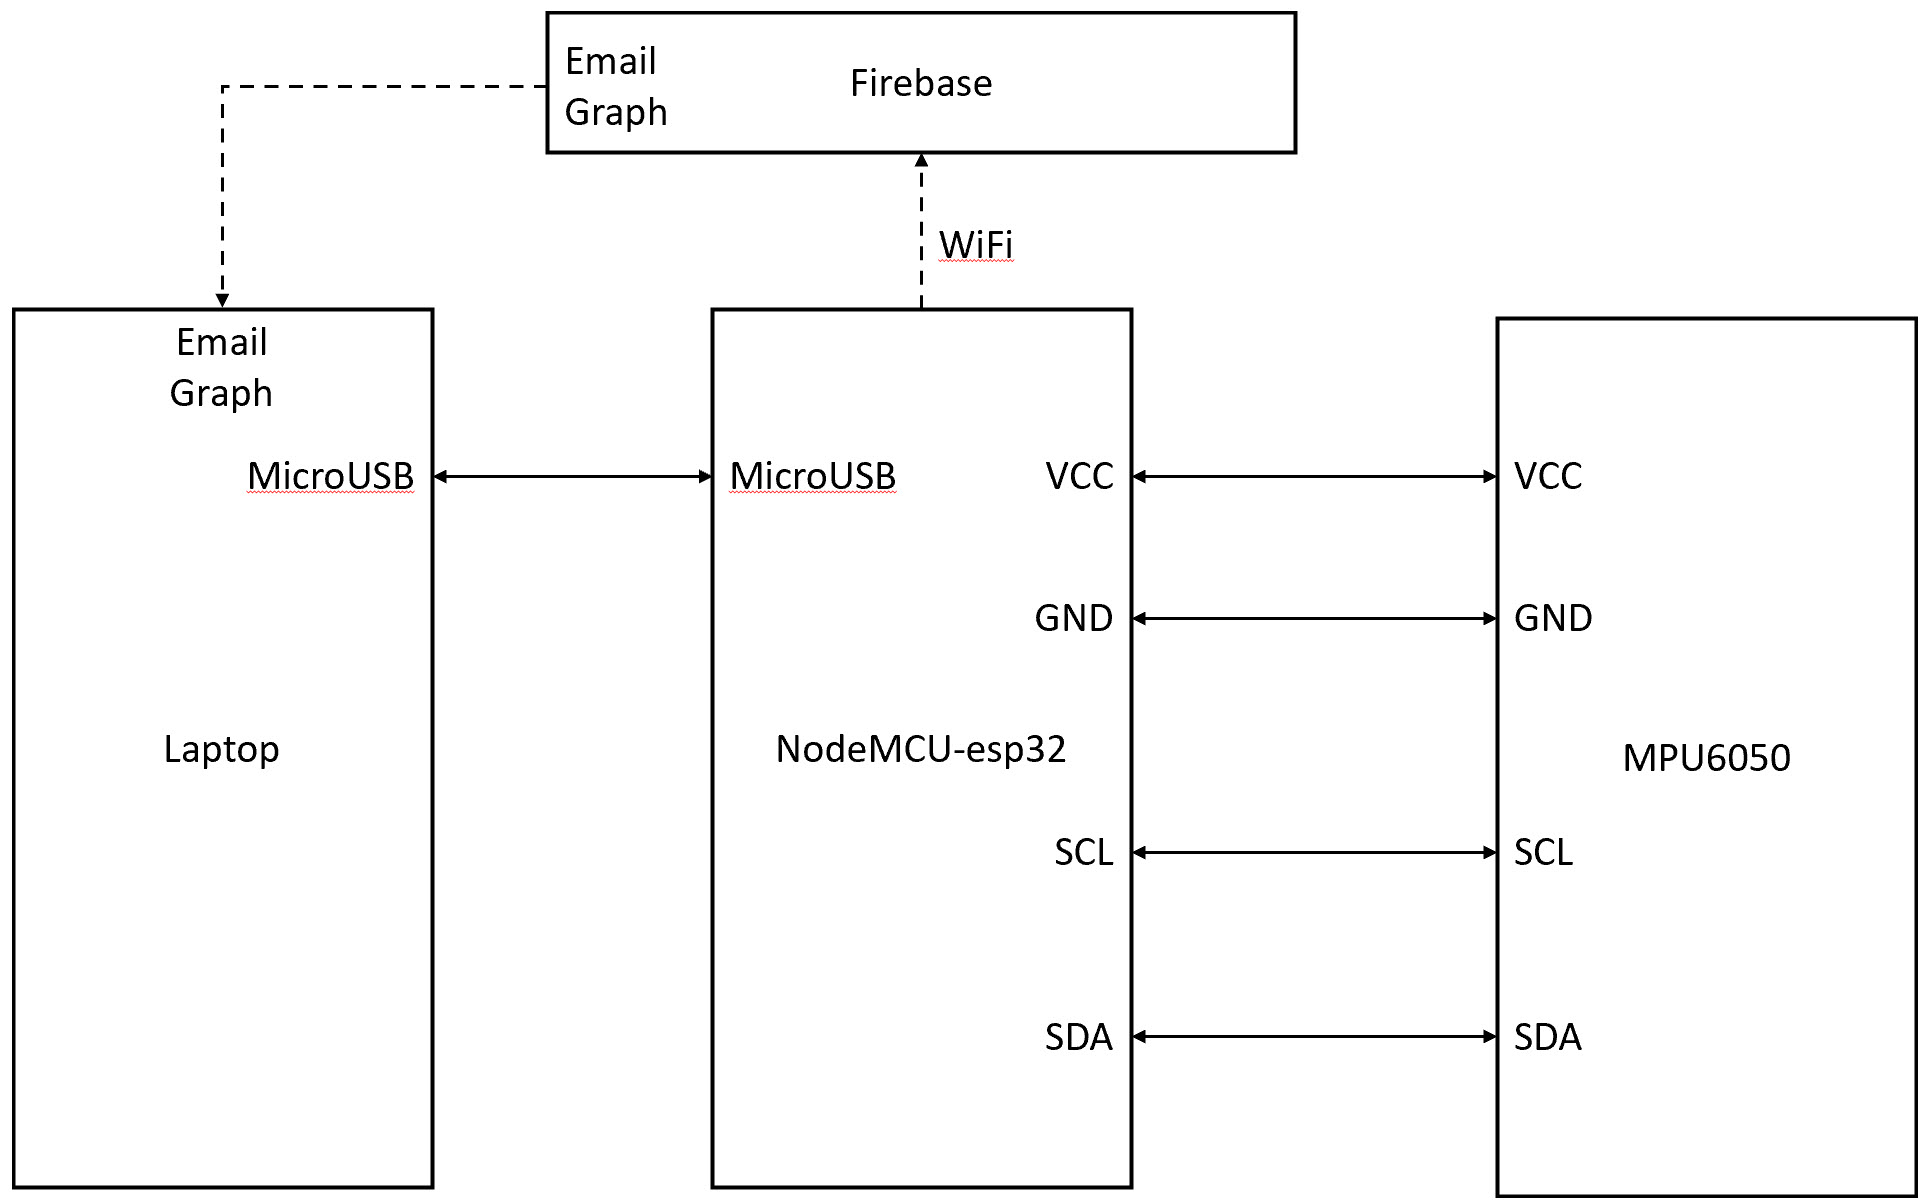 Email
Graph
Firebase
WiFi
Email
Graph
MicroUSB
Laptop
MicroUSB
VCC
GND
NodeMCU-esp32
SCL
SDA
VCC
GND
MPU6050
SCL
SDA